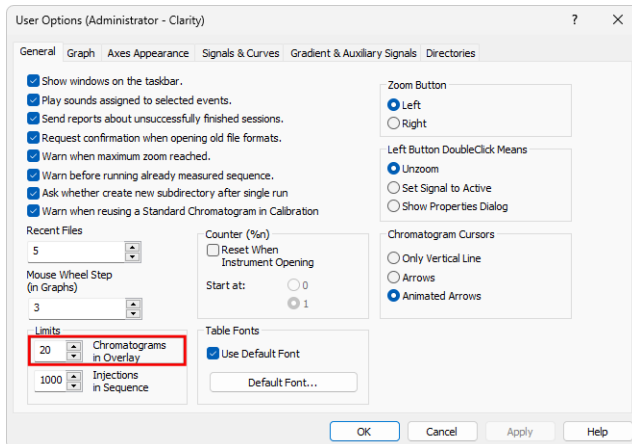 User Options (Administrator - Clarity)
?
General Graph Axes Appearance Signals & Curves Gradient & Auxiliary Signals Directories
Show windows on the taskbar.
Play sounds assigned to selected events.
Send reports about unsuccessfully finished sessions.
Request confirmation when opening old file formats.
Warn when maximum zoom reached.
Warn before running already measured sequence.
Ask whether create new subdirectory after single run
Warn when reusing a Standard Chromatogram in Calibration
Recent Files
5
Mouse Wheel Step
(in Graphs)
3
Limits
20
Chromatograms
in Overlay
1000
Injections
in Sequence
Counter (%n)
Reset When
Instrument Opening
Start at:
0
1
Table Fonts
Use Default Font
Default Font...
Zoom Button
Left
Right
Left Button DoubleClick Means
Unzoom
Set Signal to Active
Show Properties Dialog
Chromatogram Cursors
Only Vertical Line
Arrows
Animated Arrows
OK Cancel Apply Help